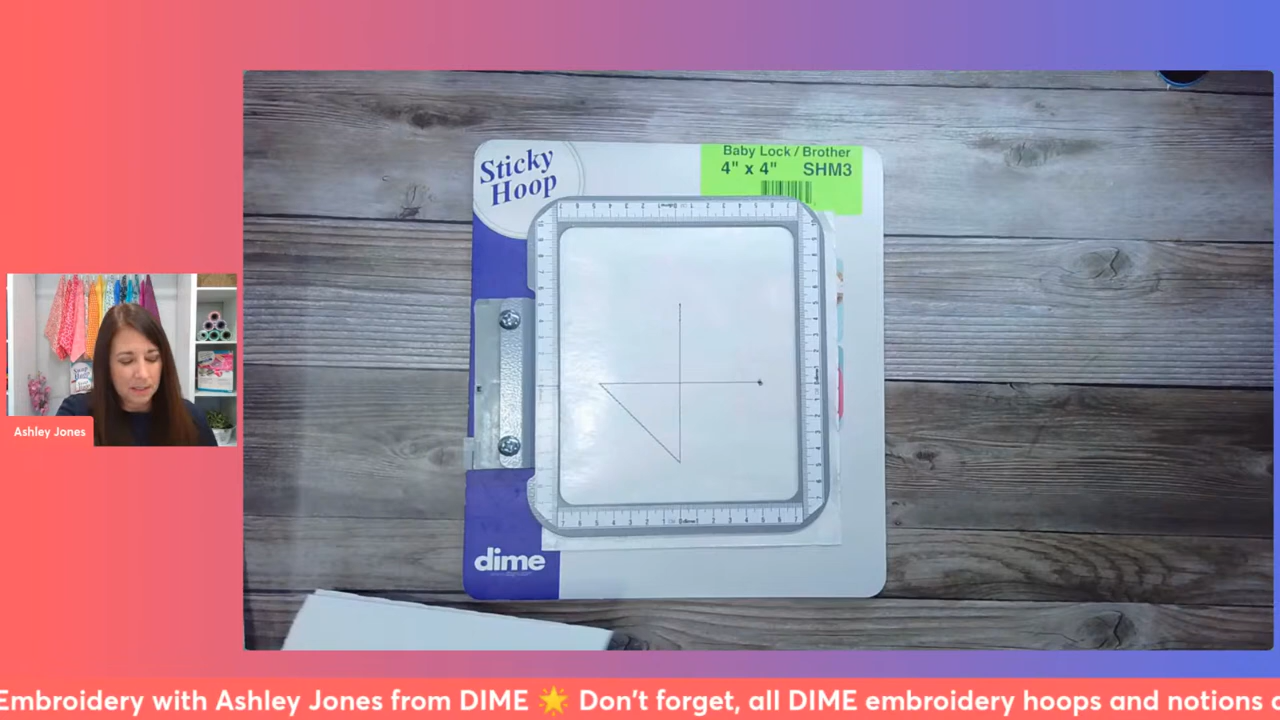 Sticky
Hoop
Baby Lock / Brother
4" x 4" SHM3
dime
Ashley Jones
Embroidery with Ashley Jones from DIME 🌟 Don't forget, all DIME embroidery hoops and notions